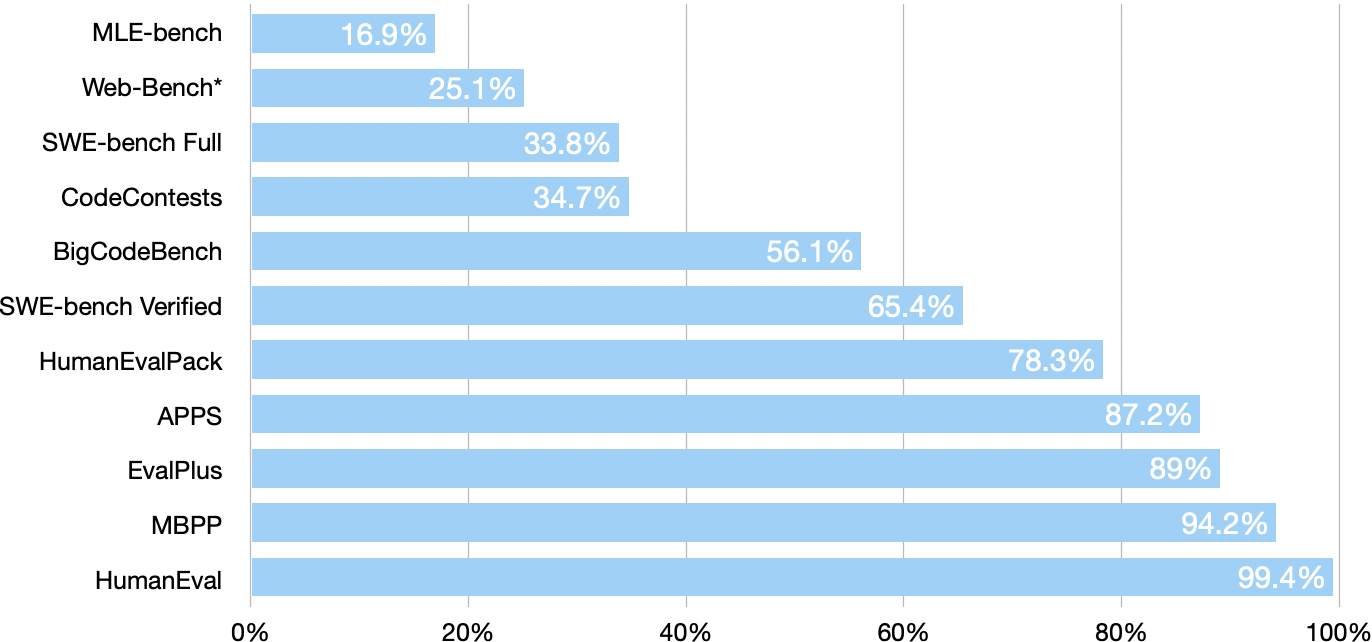 MLE-bench 16.9%
Web-Bench* 25.1%
SWE-bench Full 33.8%
CodeContests 34.7%
BigCodeBench 56.1%
SWE-bench Verified 65.4%
HumanEvalPack 78.3%
APPS 87.2%
EvalPlus 89%
MBPP 94.2%
HumanEval 99.4%
0% 20% 40% 60% 80% 100%